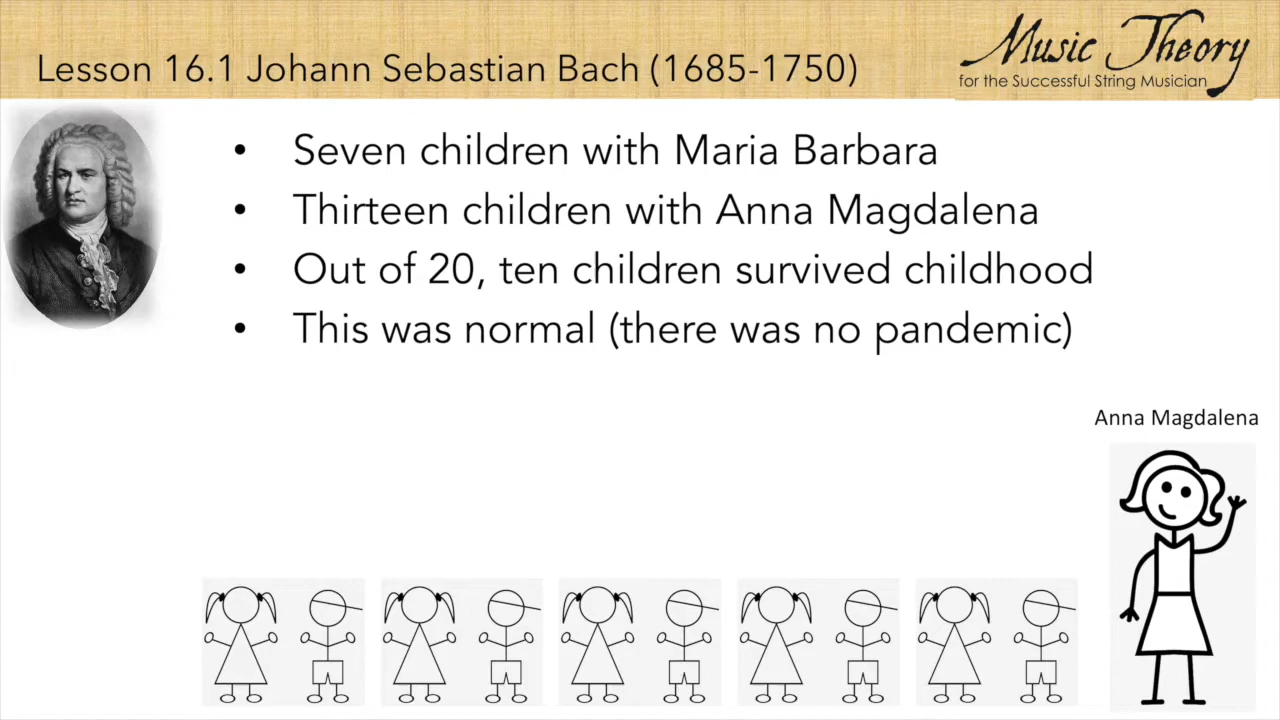 Lesson 16.1 Johann Sebastian Bach (1685-1750)
Music Theory
for the Successful String Musician
• Seven children with Maria Barbara
• Thirteen children with Anna Magdalena
• Out of 20, ten children survived childhood
• This was normal (there was no pandemic)
Anna Magdalena